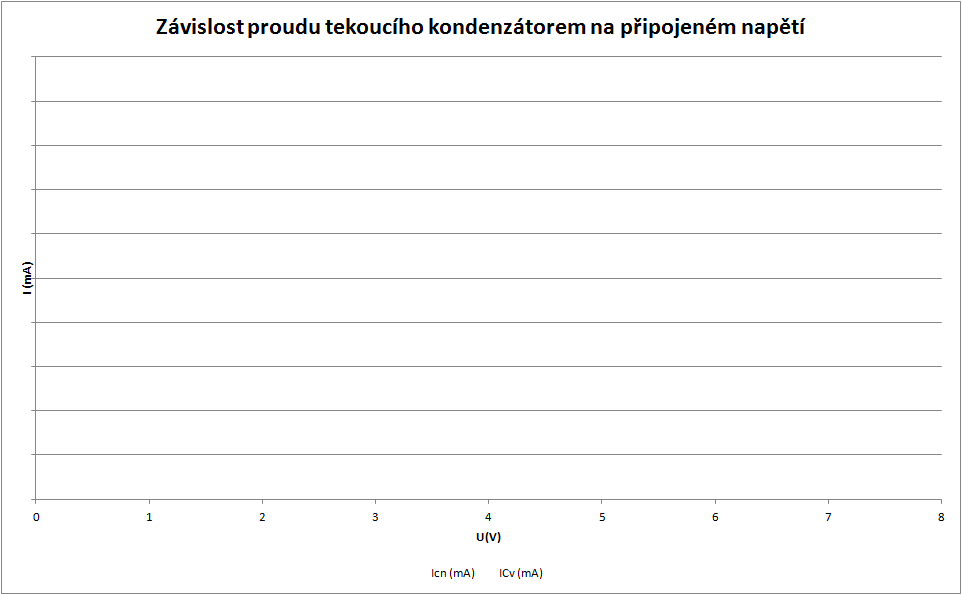 Závislost proudu tekoucího kondenzátorem na připojeném napětí
I (mA)
0 1 2 3 4 5 6 7 8
U(V)
Icn (mA) ICv (mA)